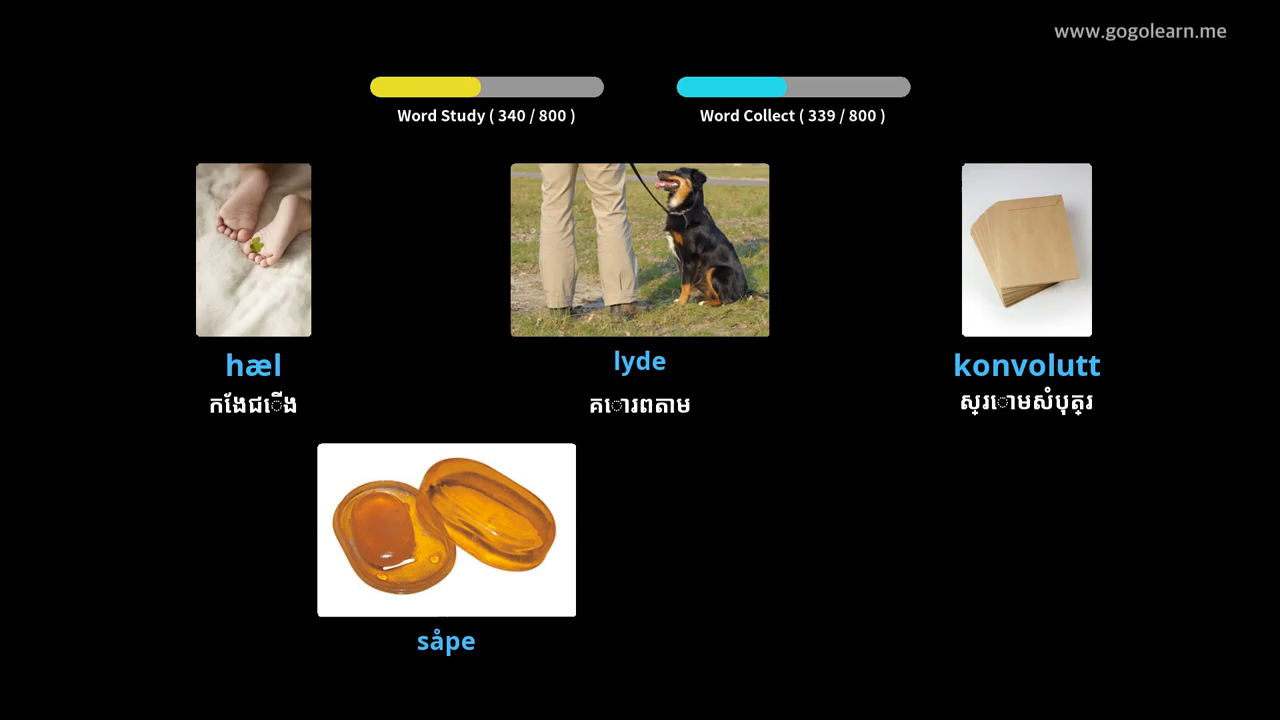 www.gogolearn.me
Word Study ( 340 / 800 )
Word Collect ( 339 / 800 )
hæl
lyde
konvolutt
កងែជើង
គោរពតាម
ស្រោមសំបុត្រ
såpe